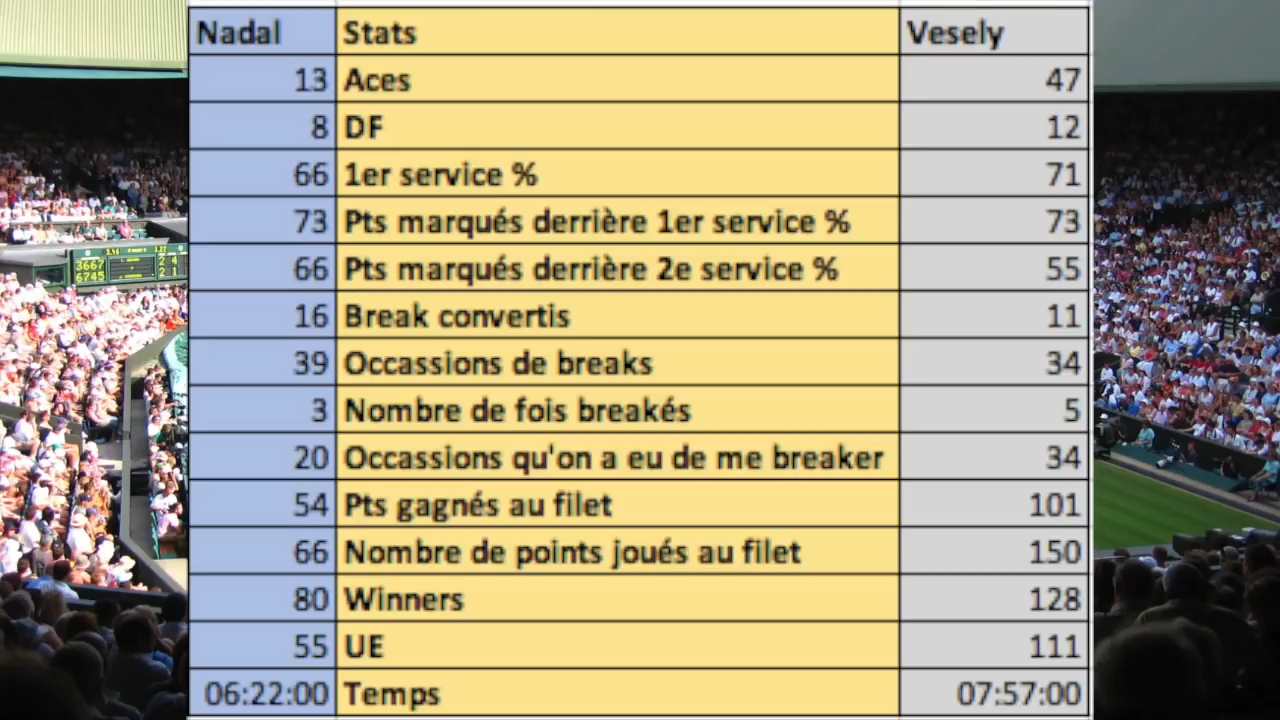 Nadal Stats Vesely
13 Aces 47
8 DF 12
66 1er service % 71
73 Pts marqués derrière 1er service % 73
66 Pts marqués derrière 2e service % 55
16 Break convertis 11
39 Occassions de breaks 34
3 Nombre de fois breakés 5
20 Occassions qu'on a eu de me breaker 34
54 Pts gagnés au filet 101
66 Nombre de points joués au filet 150
80 Winners 128
55 UE 111
06:22:00 Temps 07:57:00
3667
6745